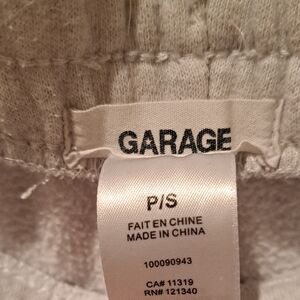 GARAGE
P/S
FAIT EN CHINE
MADE IN CHINA
100090943
CA# 11319
RN# 121340